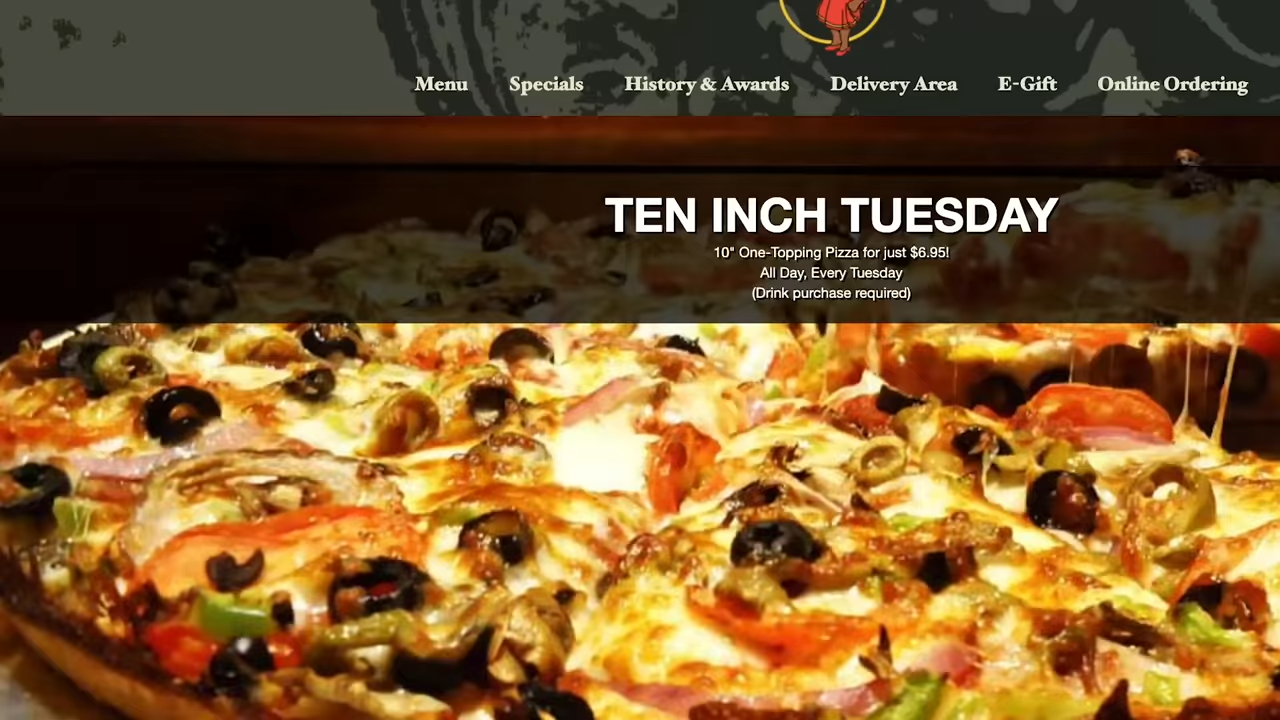 Menu Specials History & Awards Delivery Area E-Gift Online Ordering
TEN INCH TUESDAY
10" One-Topping Pizza for just $6.95!
All Day, Every Tuesday
(Drink purchase required)